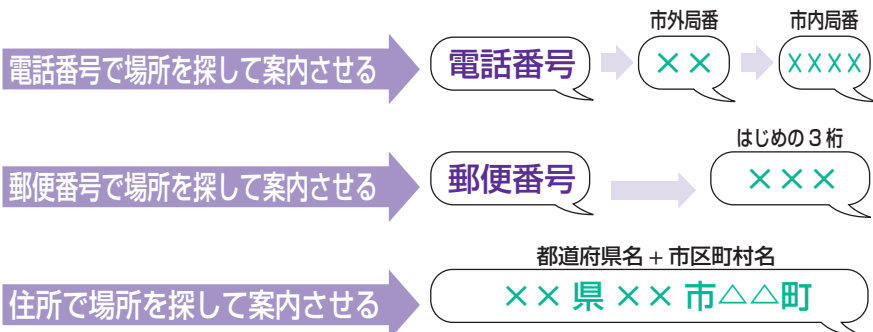 市外局番 市内局番
電話番号で場所を探して案内させる 電話番号 ×× ××××
はじめの3桁
郵便番号で場所を探して案内させる 郵便番号 ×××
都道府県名+市区町村名
住所で場所を探して案内させる ××県××市△△町